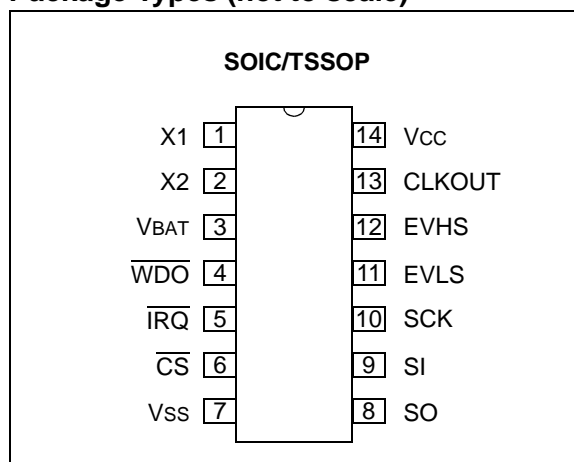 Package Types (not to scale)
SOIC/TSSOP
X1 1 14 Vcc
X2 2 13 CLKOUT
VBAT 3 12 EVHS
WDO 4 11 EVLS
IRQ 5 10 SCK
CS 6 9 SI
Vss 7 8 SO